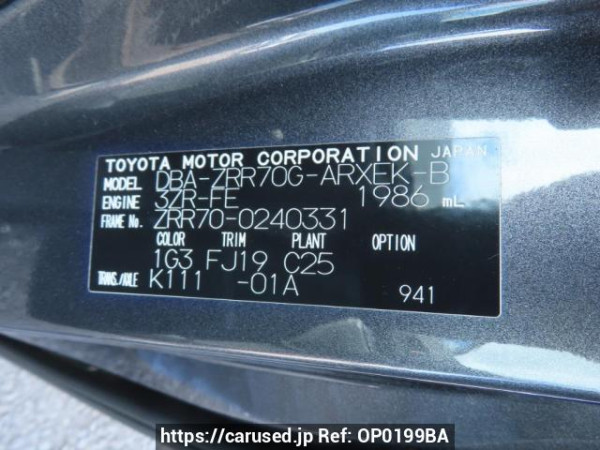 TOYOTA MOTOR CORPORATION JAPAN
MODEL DBA-ZRR70G-ARXEK-B
ENGINE 3ZR-FE 1986 mL
FRAME No. ZRR70-0240331
COLOR TRIM PLANT OPTION
1G3 FJ19 C25
TRANS./AXLE K111 -01A 941
https://carused.jp Ref: OP0199BA